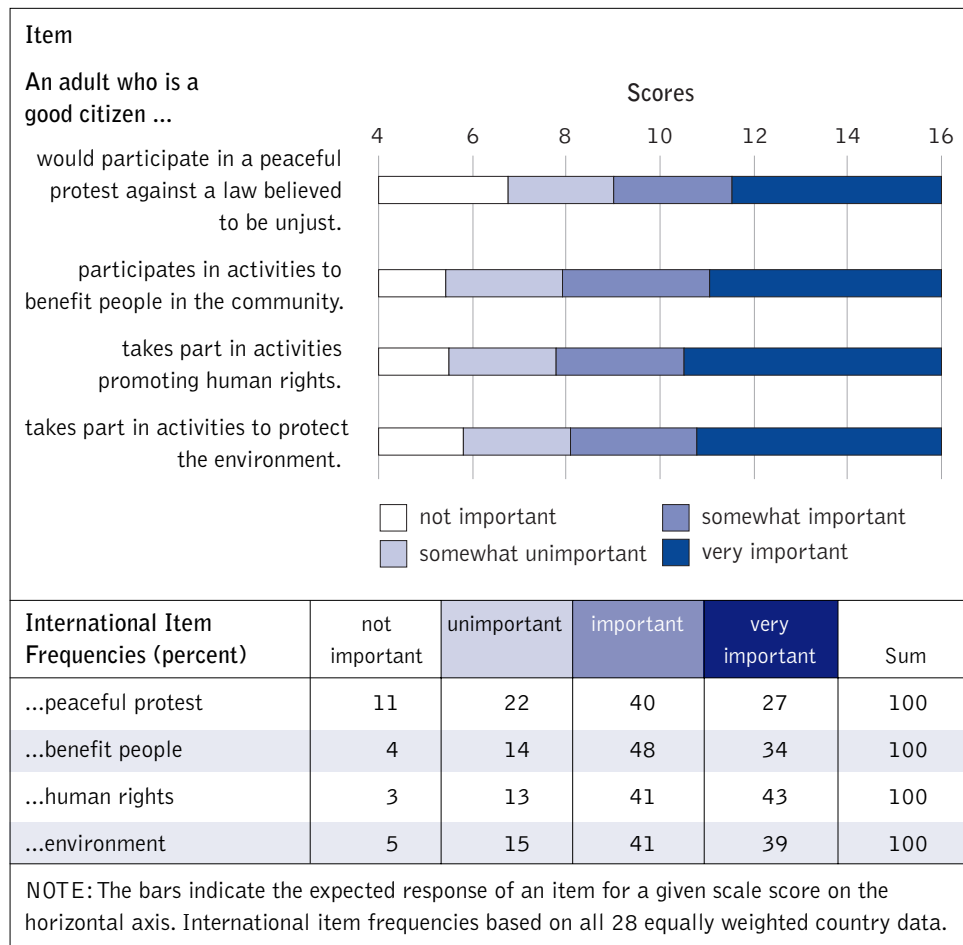 Item
An adult who is a
good citizen ...
Scores
4 6 8 10 12 14 16
would participate in a peaceful
protest against a law believed
to be unjust.
participates in activities to
benefit people in the community.
takes part in activities
promoting human rights.
takes part in activities to protect
the environment.
not important
somewhat important
somewhat unimportant
very important
International Item
Frequencies (percent)
not
important
unimportant
important
very
important
Sum
...peaceful protest 11 22 40 27 100
...benefit people 4 14 48 34 100
...human rights 3 13 41 43 100
...environment 5 15 41 39 100
NOTE: The bars indicate the expected response of an item for a given scale score on the
horizontal axis. International item frequencies based on all 28 equally weighted country data.